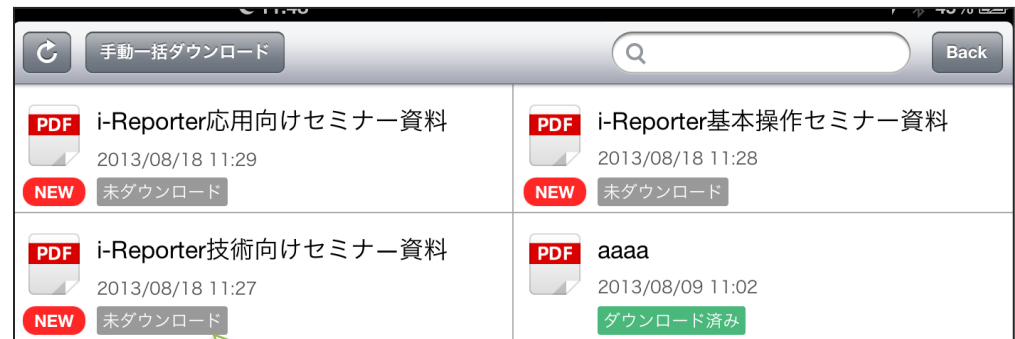 手動一括ダウンロード
Back
PDF
i-Reporter応用向けセミナー資料
2013/08/18 11:29
NEW
未ダウンロード
PDF
i-Reporter基本操作セミナー資料
2013/08/18 11:28
NEW
未ダウンロード
PDF
i-Reporter技術向けセミナー資料
2013/08/18 11:27
NEW
未ダウンロード
PDF
aaaa
2013/08/09 11:02
ダウンロード済み